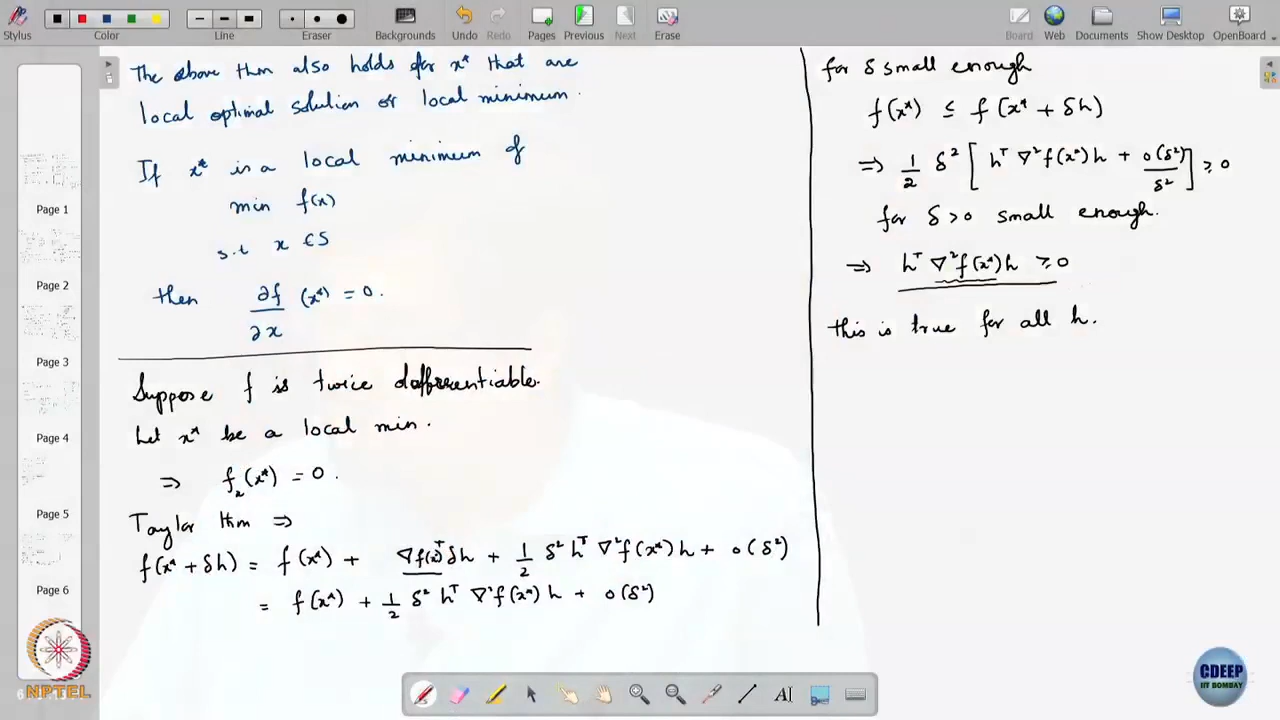 Stylus Color Line Eraser Backgrounds Undo Redo Pages Previous Next Erase Board Web Documents Show Desktop OpenBoard
Page 1
Page 2
Page 3
Page 4
Page 5
Page 6
The above thm also holds for x* that are
local optimal solution or local minimum.
If x* is a local minimum of
min f(x)
s.t x ∈ S
then ∂f/∂x (x*) = 0.
Suppose f is twice differentiable.
Let x* be a local min.
⇒ f_x(x*) = 0.
Taylor thm ⇒
f(x* + δh) = f(x*) + ∇f(x)ᵀ δh + 1/2 δ² hᵀ ∇²f(x*) h + o(δ²)
= f(x*) + 1/2 δ² hᵀ ∇²f(x*) h + o(δ²)
for δ small enough
f(x*) ≤ f(x* + δh)
⇒ 1/2 δ² [ hᵀ ∇²f(x*) h + o(δ²)/δ² ] ≥ 0
for δ>0 small enough.
⇒ hᵀ ∇²f(x*) h ≥ 0
this is true for all h.
NPTEL
CDEEP
IIT BOMBAY